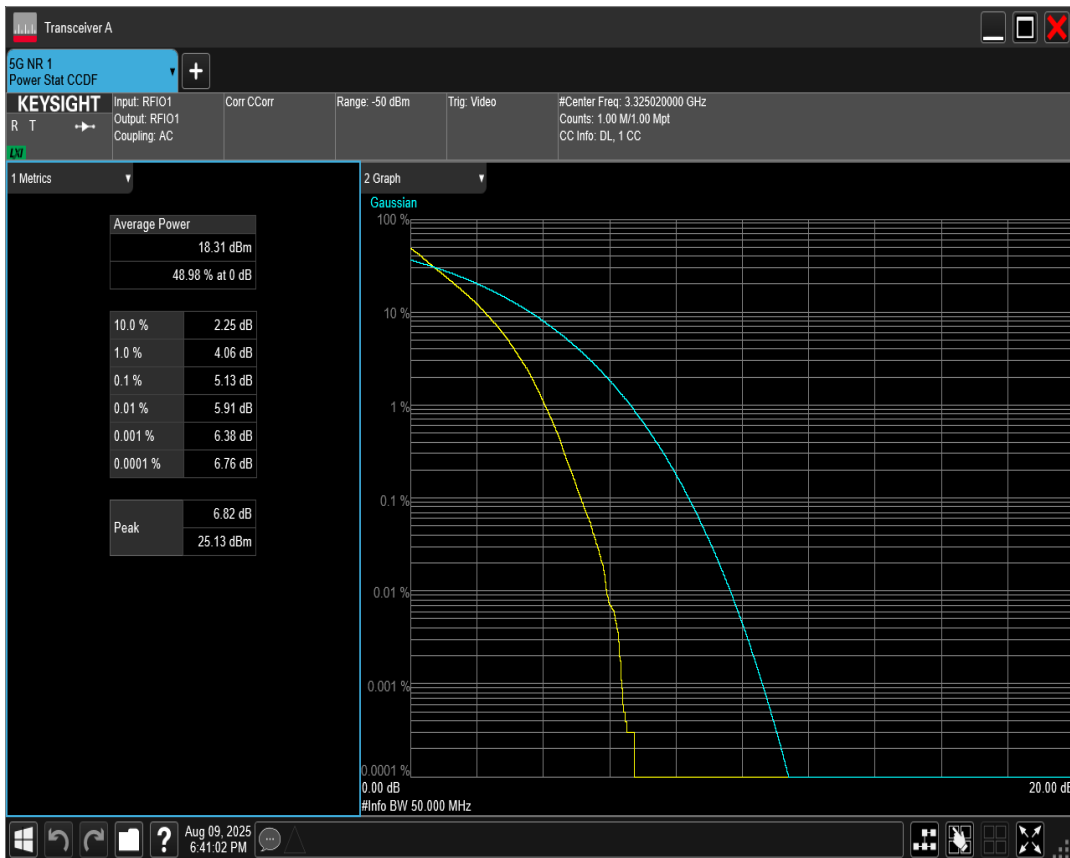 Transceiver A
5G NR 1
Power Stat CCDF
KEYSIGHT
R T
LXI
Input: RFIO1
Output: RFIO1
Coupling: AC
Corr CCorr
Range: -50 dBm
Trig: Video
#Center Freq: 3.325020000 GHz
Counts: 1.00 M/1.00 Mpt
CC Info: DL, 1 CC
1 Metrics
Average Power
18.31 dBm
48.98 % at 0 dB
10.0 % 2.25 dB
1.0 % 4.06 dB
0.1 % 5.13 dB
0.01 % 5.91 dB
0.001 % 6.38 dB
0.0001 % 6.76 dB
Peak 6.82 dB
25.13 dBm
2 Graph
Gaussian
100 %
10 %
1 %
0.1 %
0.01 %
0.001 %
0.0001 %
0.00 dB 20.00 dB
#Info BW 50.000 MHz
?
Aug 09, 2025
6:41:02 PM